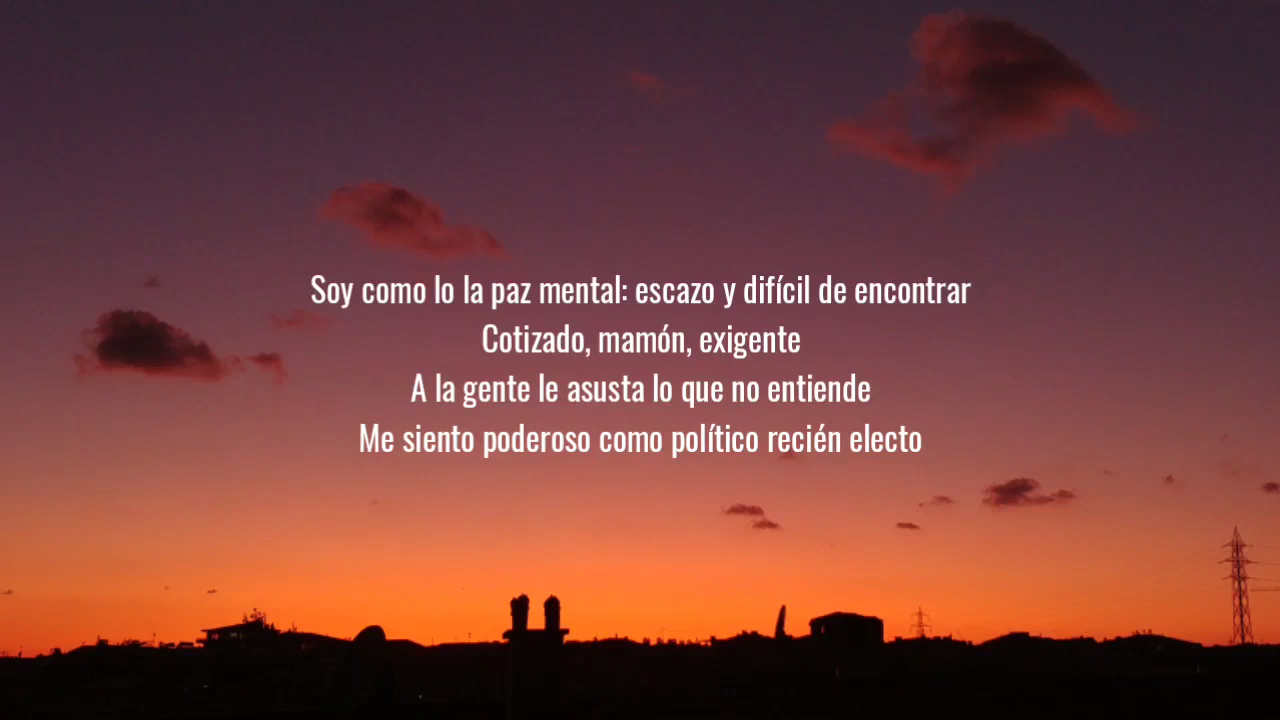 Soy como lo la paz mental: escazo y difícil de encontrar
Cotizado, mamón, exigente
A la gente le asusta lo que no entiende
Me siento poderoso como político recién electo